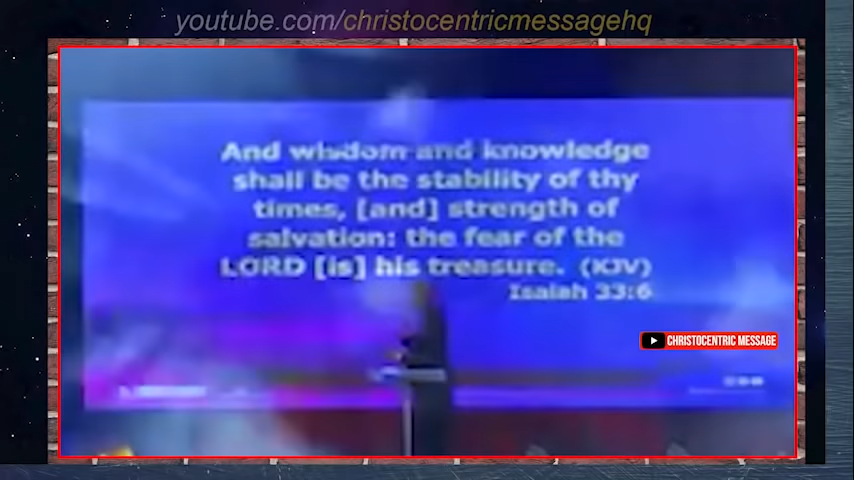 youtube.com/christocentricmessagehq
And wisdom and knowledge
shall be the stability of thy
times, [and] strength of
salvation: the fear of the
LORD [is] his treasure. (KJV)
Isaiah 33:6
CHRISTOCENTRIC MESSAGE